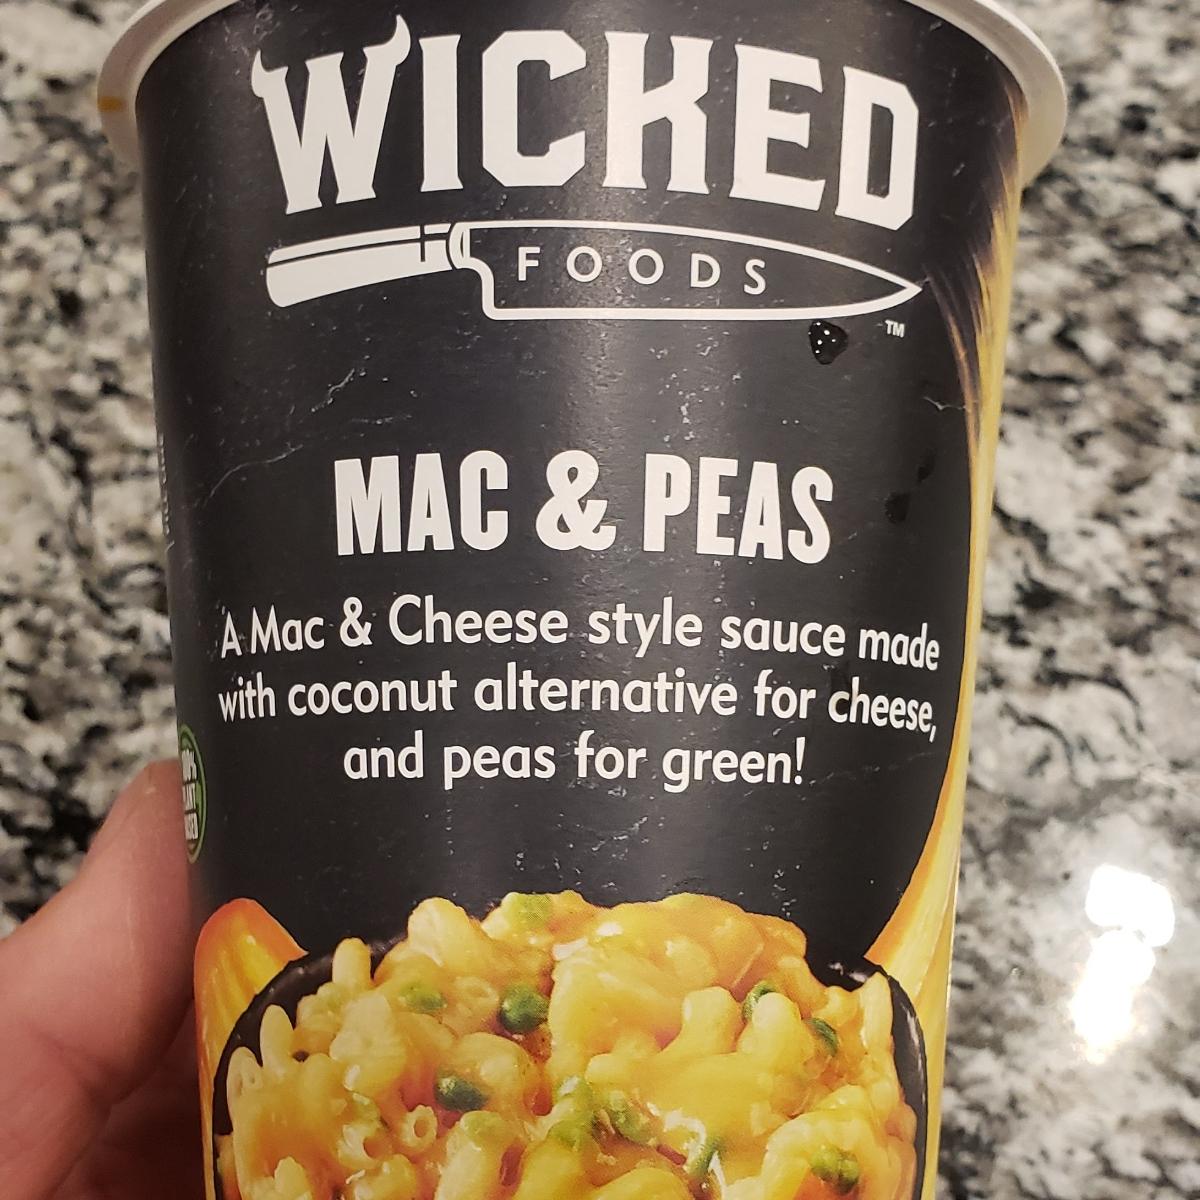 WICKED
FOODS
TM
MAC & PEAS
A Mac & Cheese style sauce made
with coconut alternative for cheese,
and peas for green!